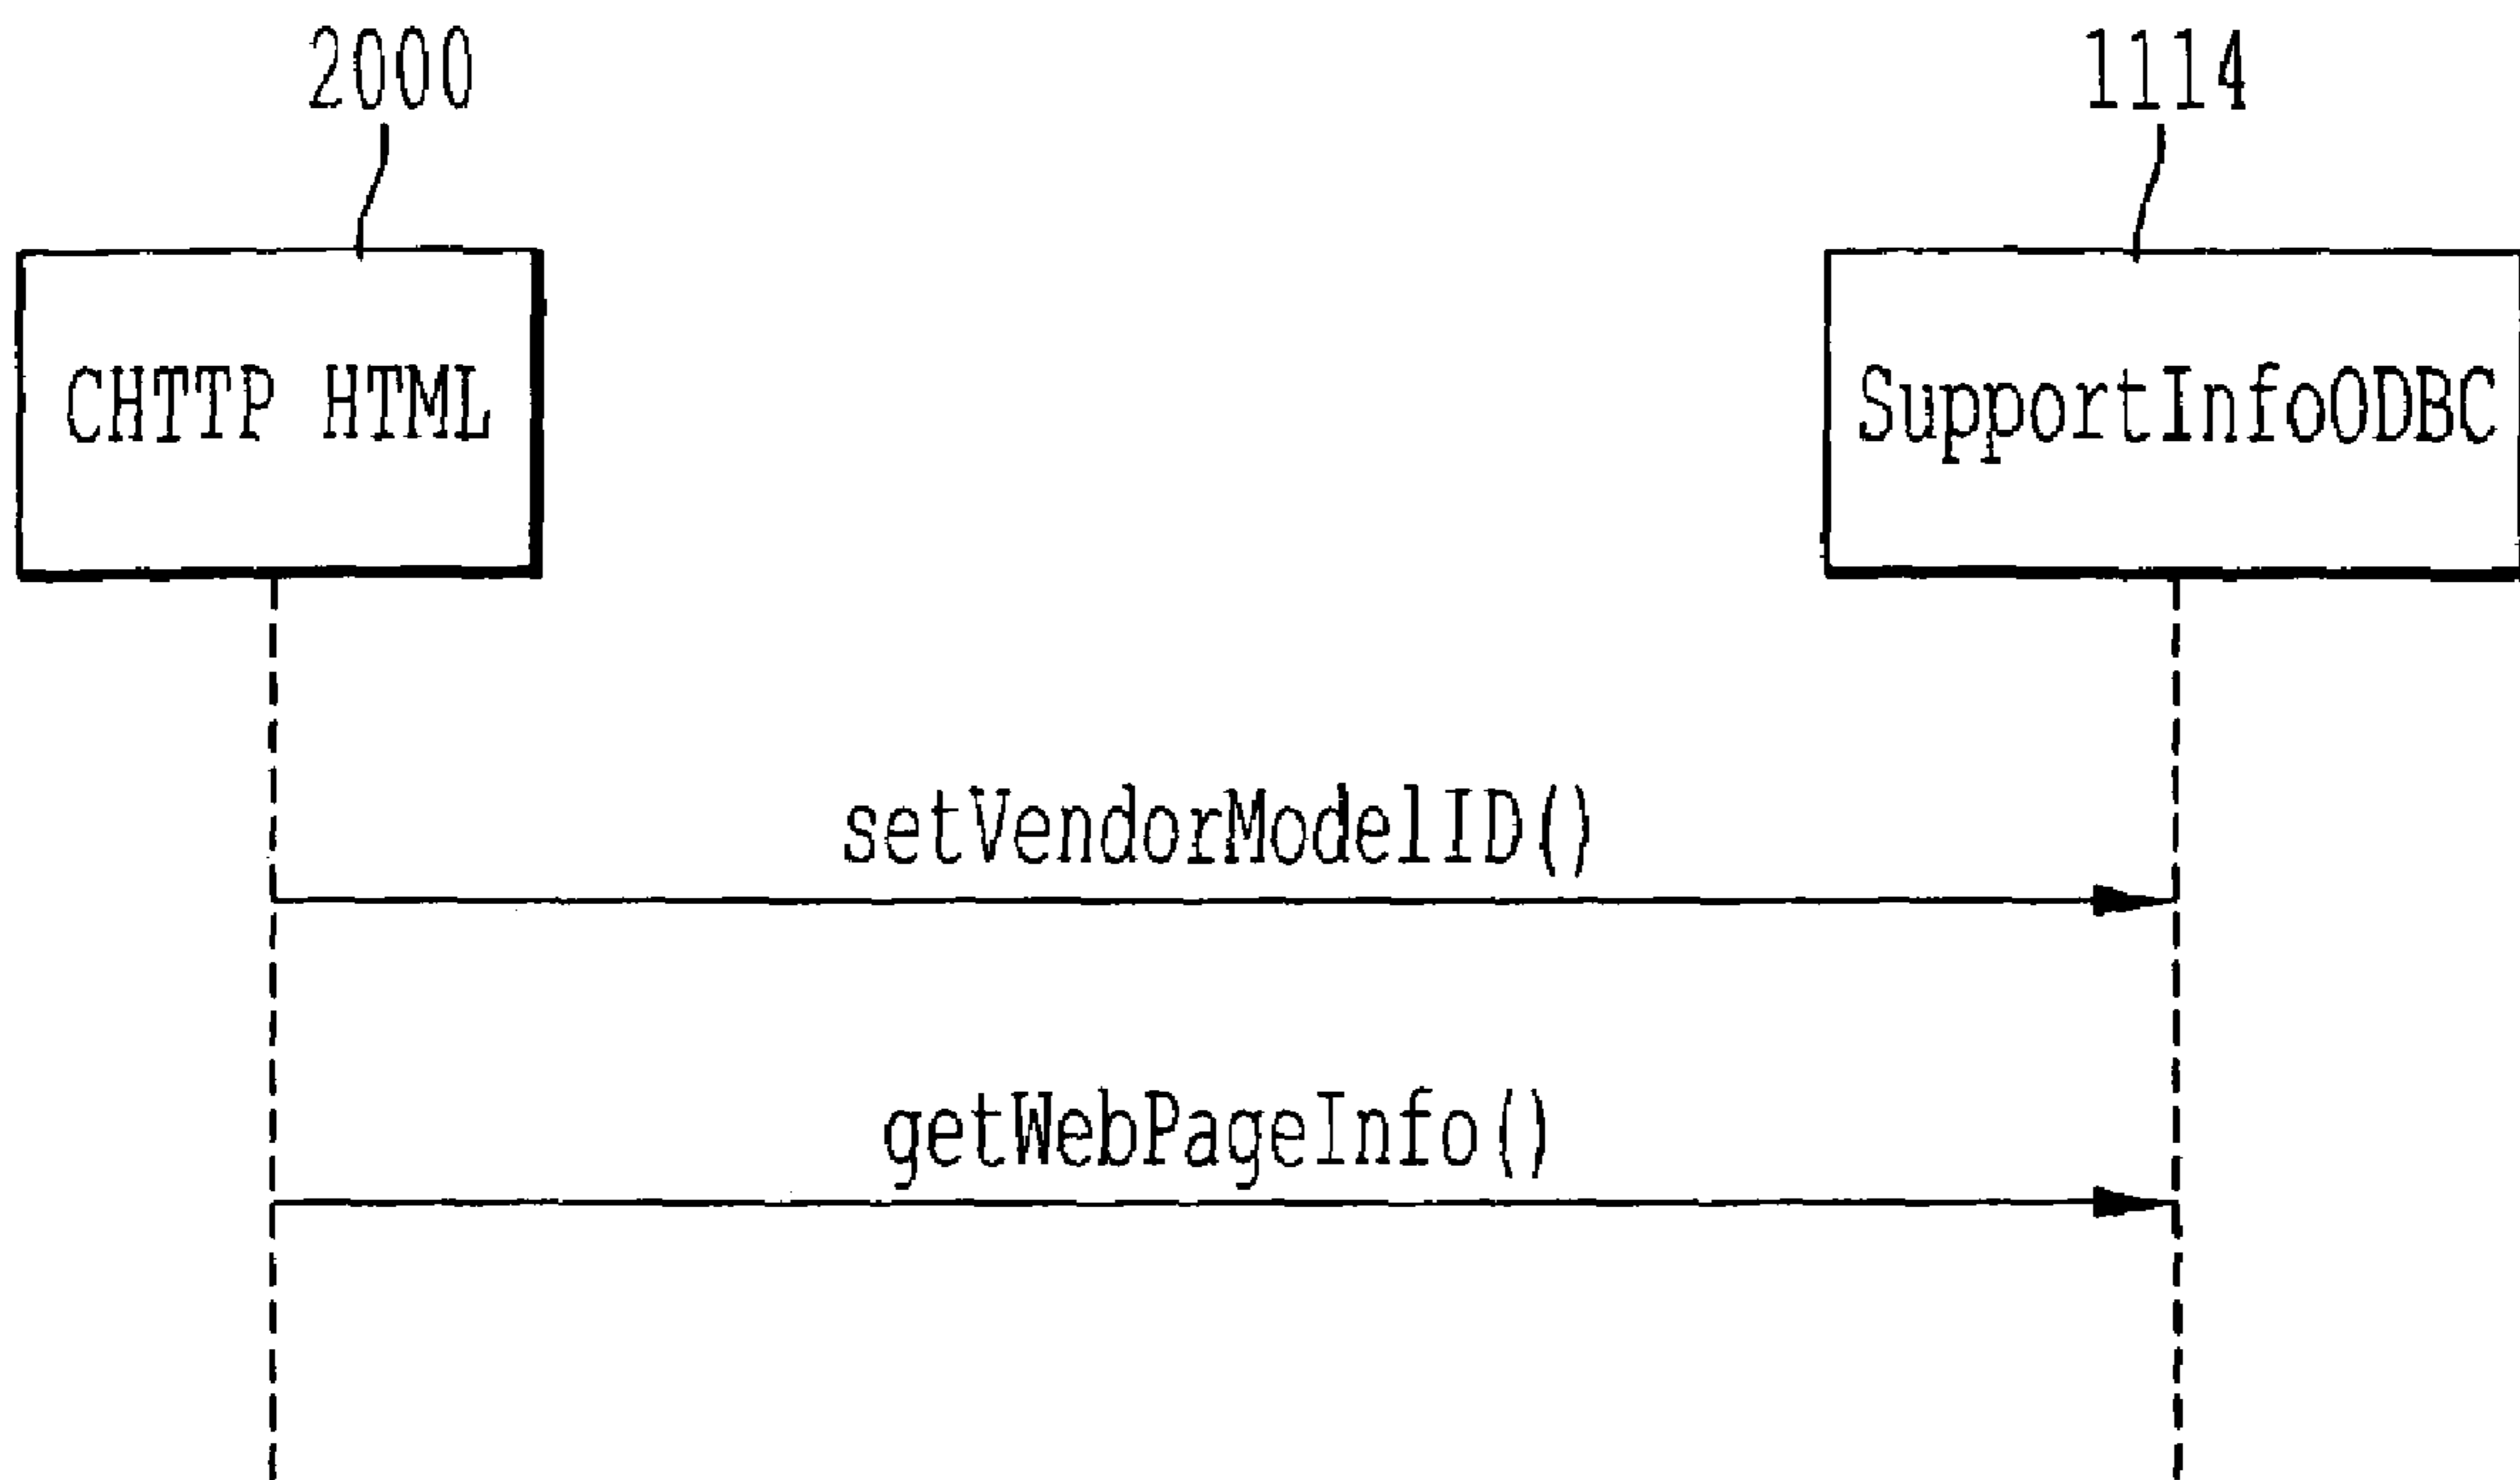 2000
1114
CHTTP HTML
SupportInfoODBC
setVendorModelID()
getWebPageInfo()